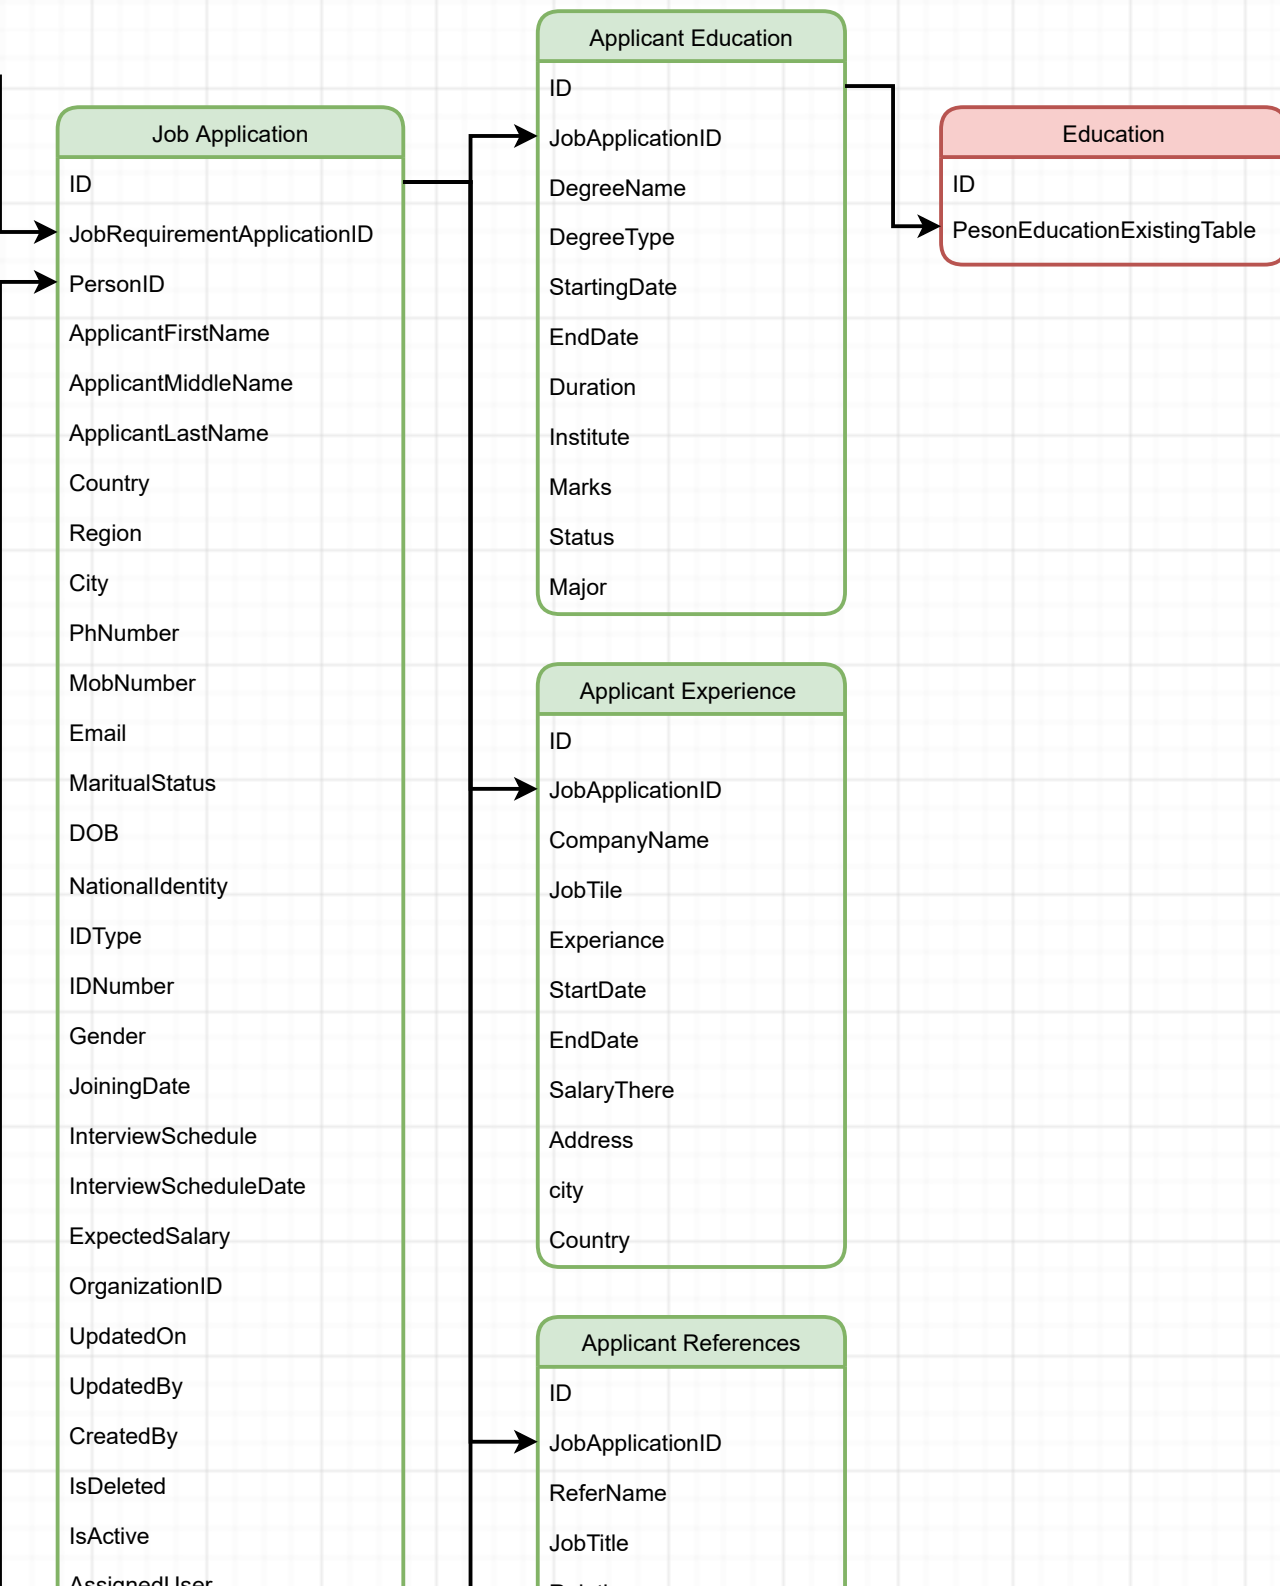 Job Application
ID
JobRequirementApplicationID
PersonID
ApplicantFirstName
ApplicantMiddleName
ApplicantLastName
Country
Region
City
PhNumber
MobNumber
Email
MaritualStatus
DOB
NationalIdentity
IDType
IDNumber
Gender
JoiningDate
InterviewSchedule
InterviewScheduleDate
ExpectedSalary
OrganizationID
UpdatedOn
UpdatedBy
CreatedBy
IsDeleted
IsActive
AssignedUser
Applicant Education
ID
JobApplicationID
DegreeName
DegreeType
StartingDate
EndDate
Duration
Institute
Marks
Status
Major
Applicant Experience
ID
JobApplicationID
CompanyName
JobTile
Experiance
StartDate
EndDate
SalaryThere
Address
city
Country
Applicant References
ID
JobApplicationID
ReferName
JobTitle
Education
ID
PesonEducationExistingTable